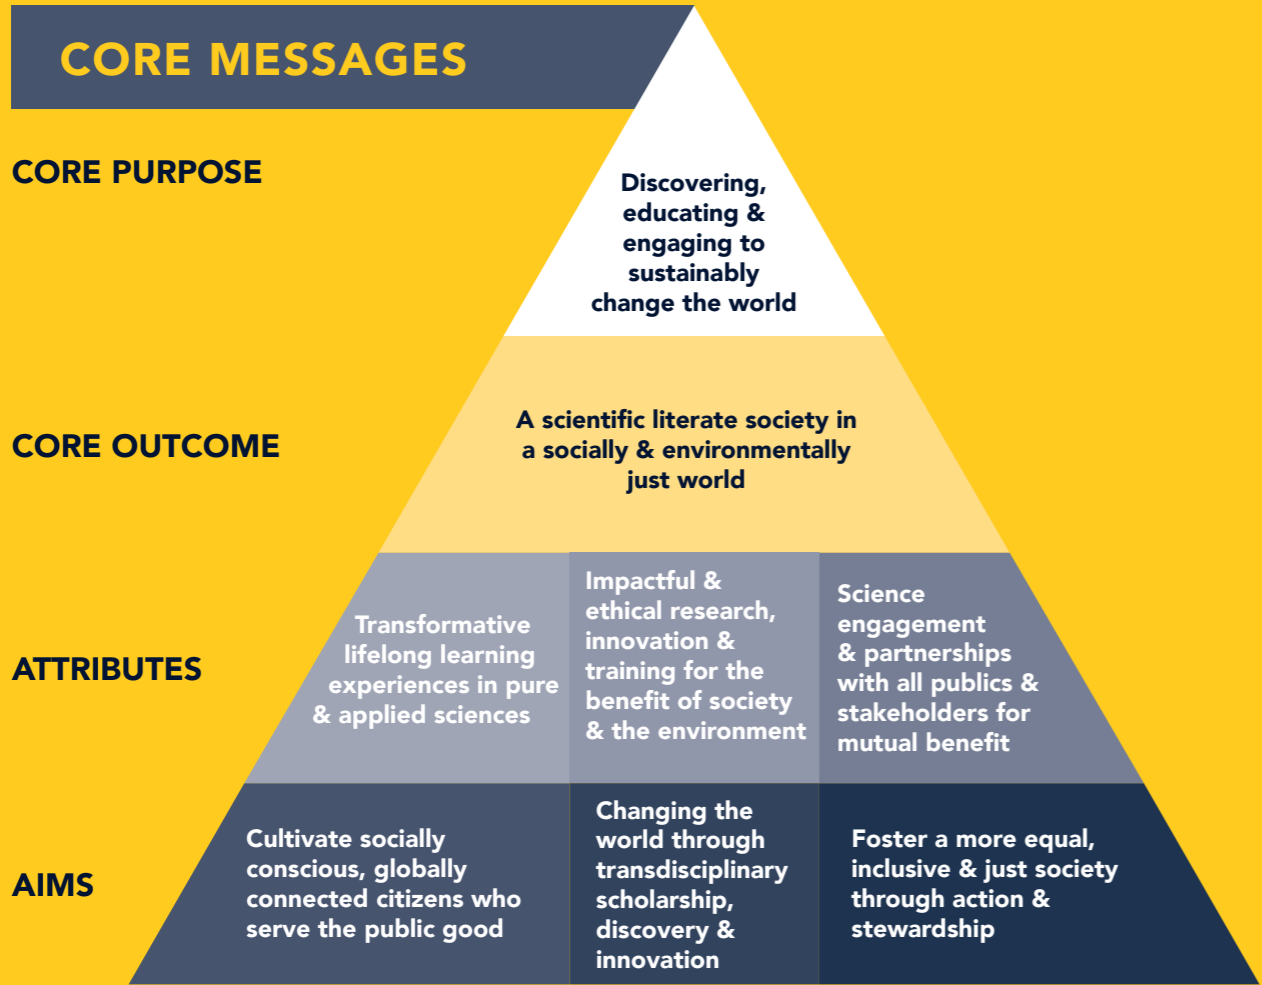 CORE MESSAGES
CORE PURPOSE
Discovering,
educating &
engaging to
sustainably
change the world
CORE OUTCOME
A scientific literate society in
a socially & environmentally
just world
ATTRIBUTES
Transformative
lifelong learning
experiences in pure
& applied sciences
Impactful &
ethical research,
innovation &
training for the
benefit of society
& the environment
Science
engagement
& partnerships
with all publics &
stakeholders for
mutual benefit
AIMS
Cultivate socially
conscious, globally
connected citizens who
serve the public good
Changing the
world through
transdisciplinary
scholarship,
discovery &
innovation
Foster a more equal,
inclusive & just society
through action &
stewardship